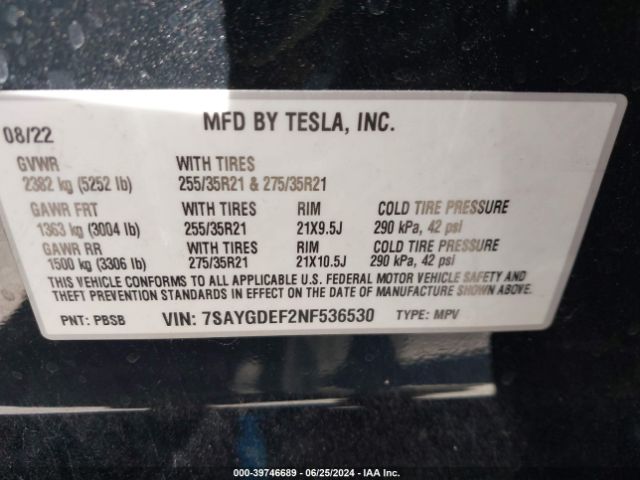 MFD BY TESLA, INC.
08/22
GVWR WITH TIRES
2382 kg (5252 lb) 255/35R21 & 275/35R21
GAWR FRT WITH TIRES RIM COLD TIRE PRESSURE
1363 kg (3004 lb) 255/35R21 21X9.5J 290 kPa, 42 psi
GAWR RR WITH TIRES RIM COLD TIRE PRESSURE
1500 kg (3306 lb) 275/35R21 21X10.5J 290 kPa, 42 psi
THIS VEHICLE CONFORMS TO ALL APPLICABLE U.S. FEDERAL MOTOR VEHICLE SAFETY AND
THEFT PREVENTION STANDARDS IN EFFECT ON THE DATE OF MANUFACTURE SHOWN ABOVE.
PNT: PBSB VIN: 7SAYGDEF2NF536530 TYPE: MPV
000-39746689 - 06/25/2024 - IAA Inc.